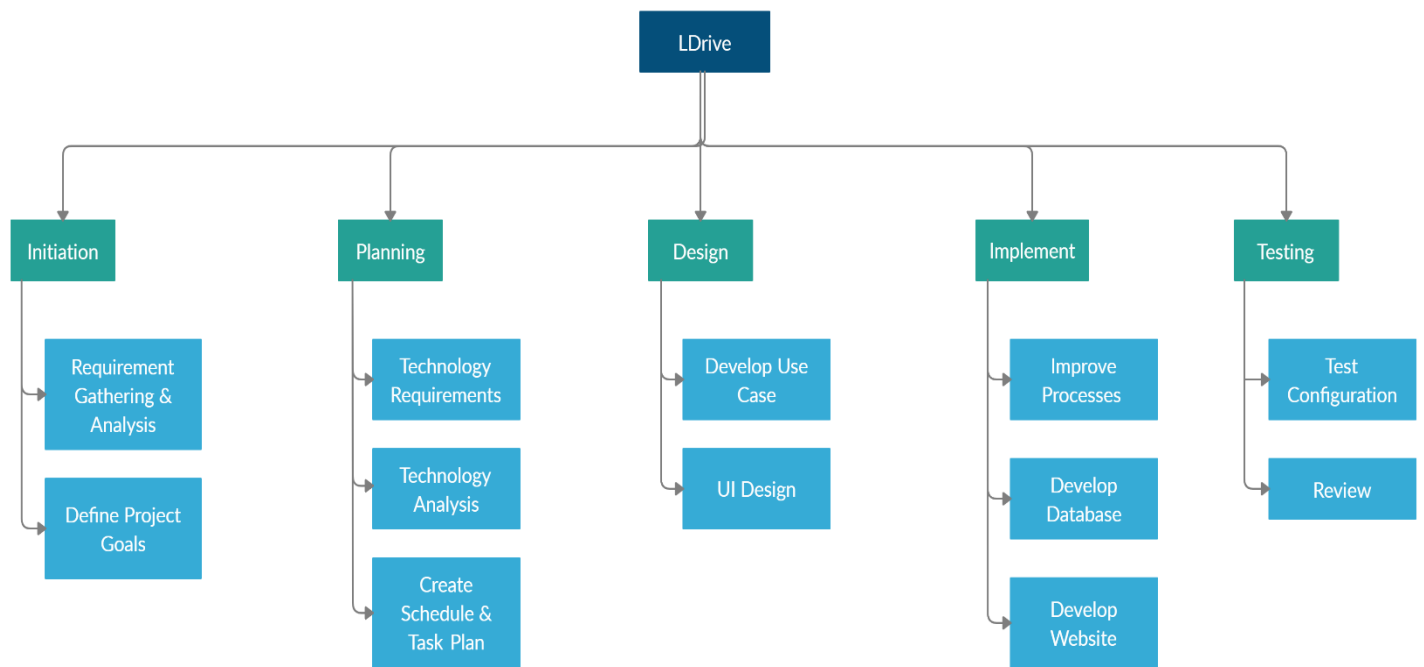 LDrive
Initiation
Planning
Design
Implement
Testing
Requirement
Gathering &
Analysis
Define Project
Goals
Technology
Requirements
Technology
Analysis
Create
Schedule &
Task Plan
Develop Use
Case
UI Design
Improve
Processes
Develop
Database
Develop
Website
Test
Configuration
Review